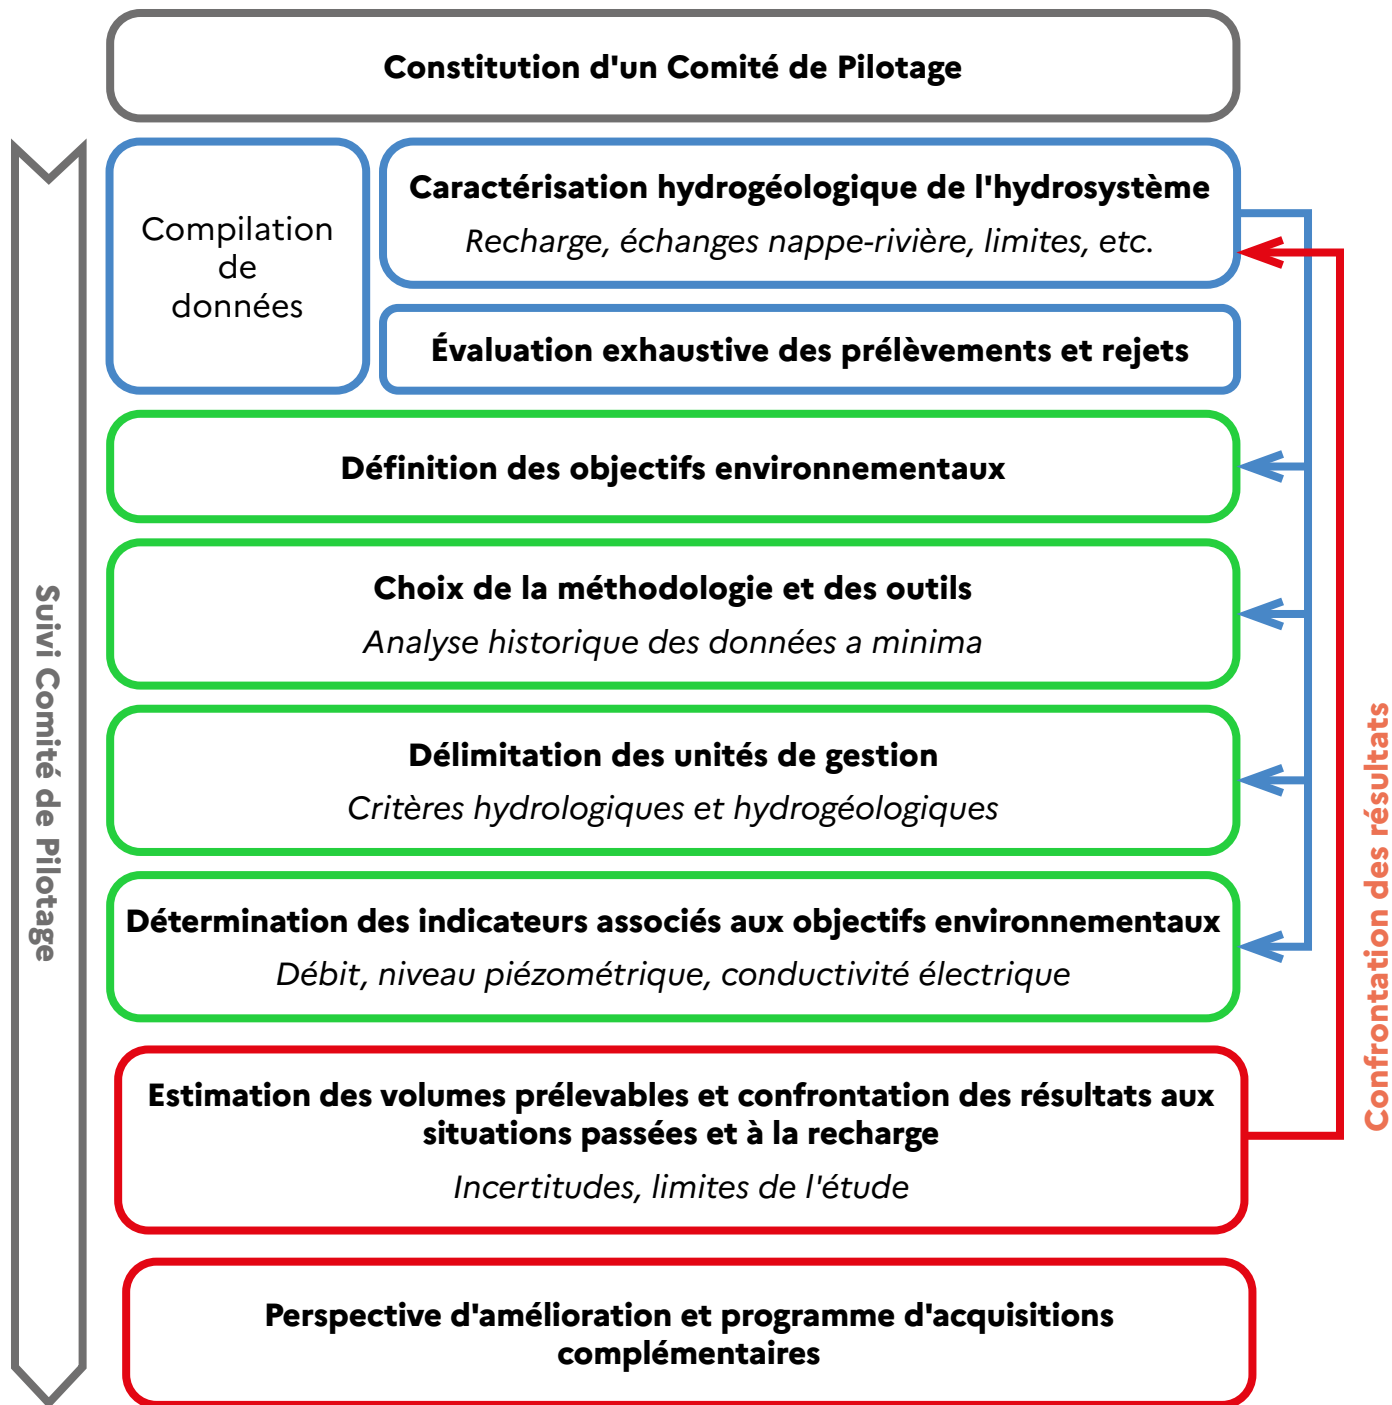 Constitution d'un Comité de Pilotage
Compilation
de
données
Caractérisation hydrogéologique de l'hydrosystème
Recharge, échanges nappe-rivière, limites, etc.
Évaluation exhaustive des prélèvements et rejets
Définition des objectifs environnementaux
Choix de la méthodologie et des outils
Analyse historique des données a minima
Délimitation des unités de gestion
Critères hydrologiques et hydrogéologiques
Détermination des indicateurs associés aux objectifs environnementaux
Débit, niveau piézométrique, conductivité électrique
Estimation des volumes prélevables et confrontation des résultats aux
situations passées et à la recharge
Incertitudes, limites de l'étude
Perspective d'amélioration et programme d'acquisitions
complémentaires
Suivi Comité de Pilotage
Confrontation des résultats